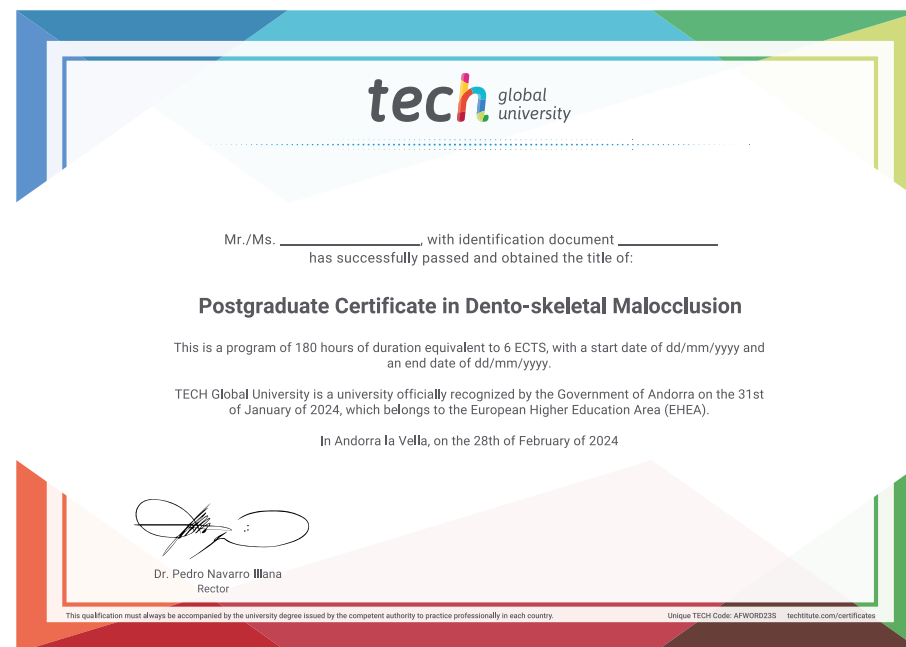 tech global university
Mr./Ms. ____________________, with identification document ______________
has successfully passed and obtained the title of:
Postgraduate Certificate in Dento-skeletal Malocclusion
This is a program of 180 hours of duration equivalent to 6 ECTS, with a start date of dd/mm/yyyy and
an end date of dd/mm/yyyy.
TECH Global University is a university officially recognized by the Government of Andorra on the 31st
of January of 2024, which belongs to the European Higher Education Area (EHEA).
In Andorra la Vella, on the 28th of February of 2024
Dr. Pedro Navarro Illana
Rector
This qualification must always be accompanied by the university degree issued by the competent authority to practice professionally in each country.
Unique TECH Code: AFWORD23S techtitute.com/certificates